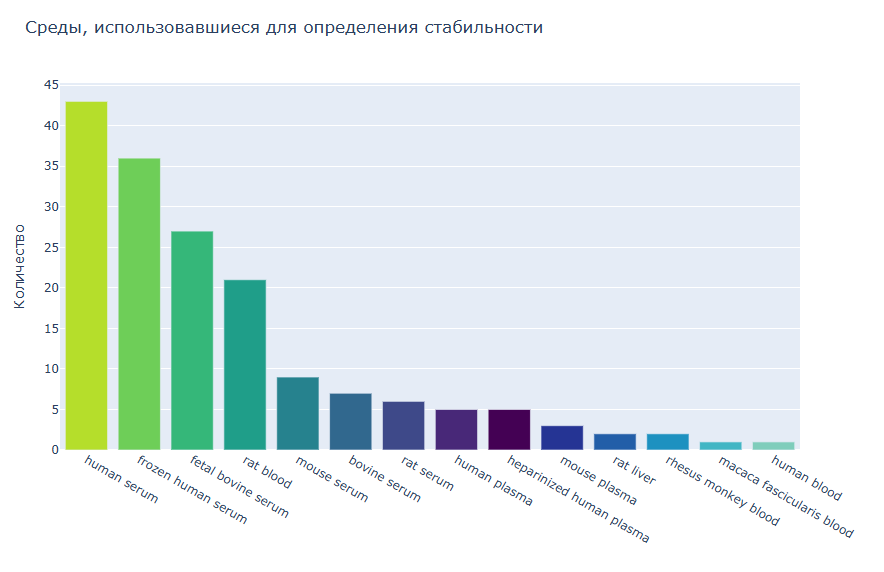 Среды, использовавшиеся для определения стабильности
Количество
45
40
35
30
25
20
15
10
5
0
human serum
frozen human serum
fetal bovine serum
rat blood
mouse serum
bovine serum
rat serum
human plasma
heparinized human plasma
mouse plasma
rat liver
rhesus monkey blood
macaca fascicularis blood
human blood